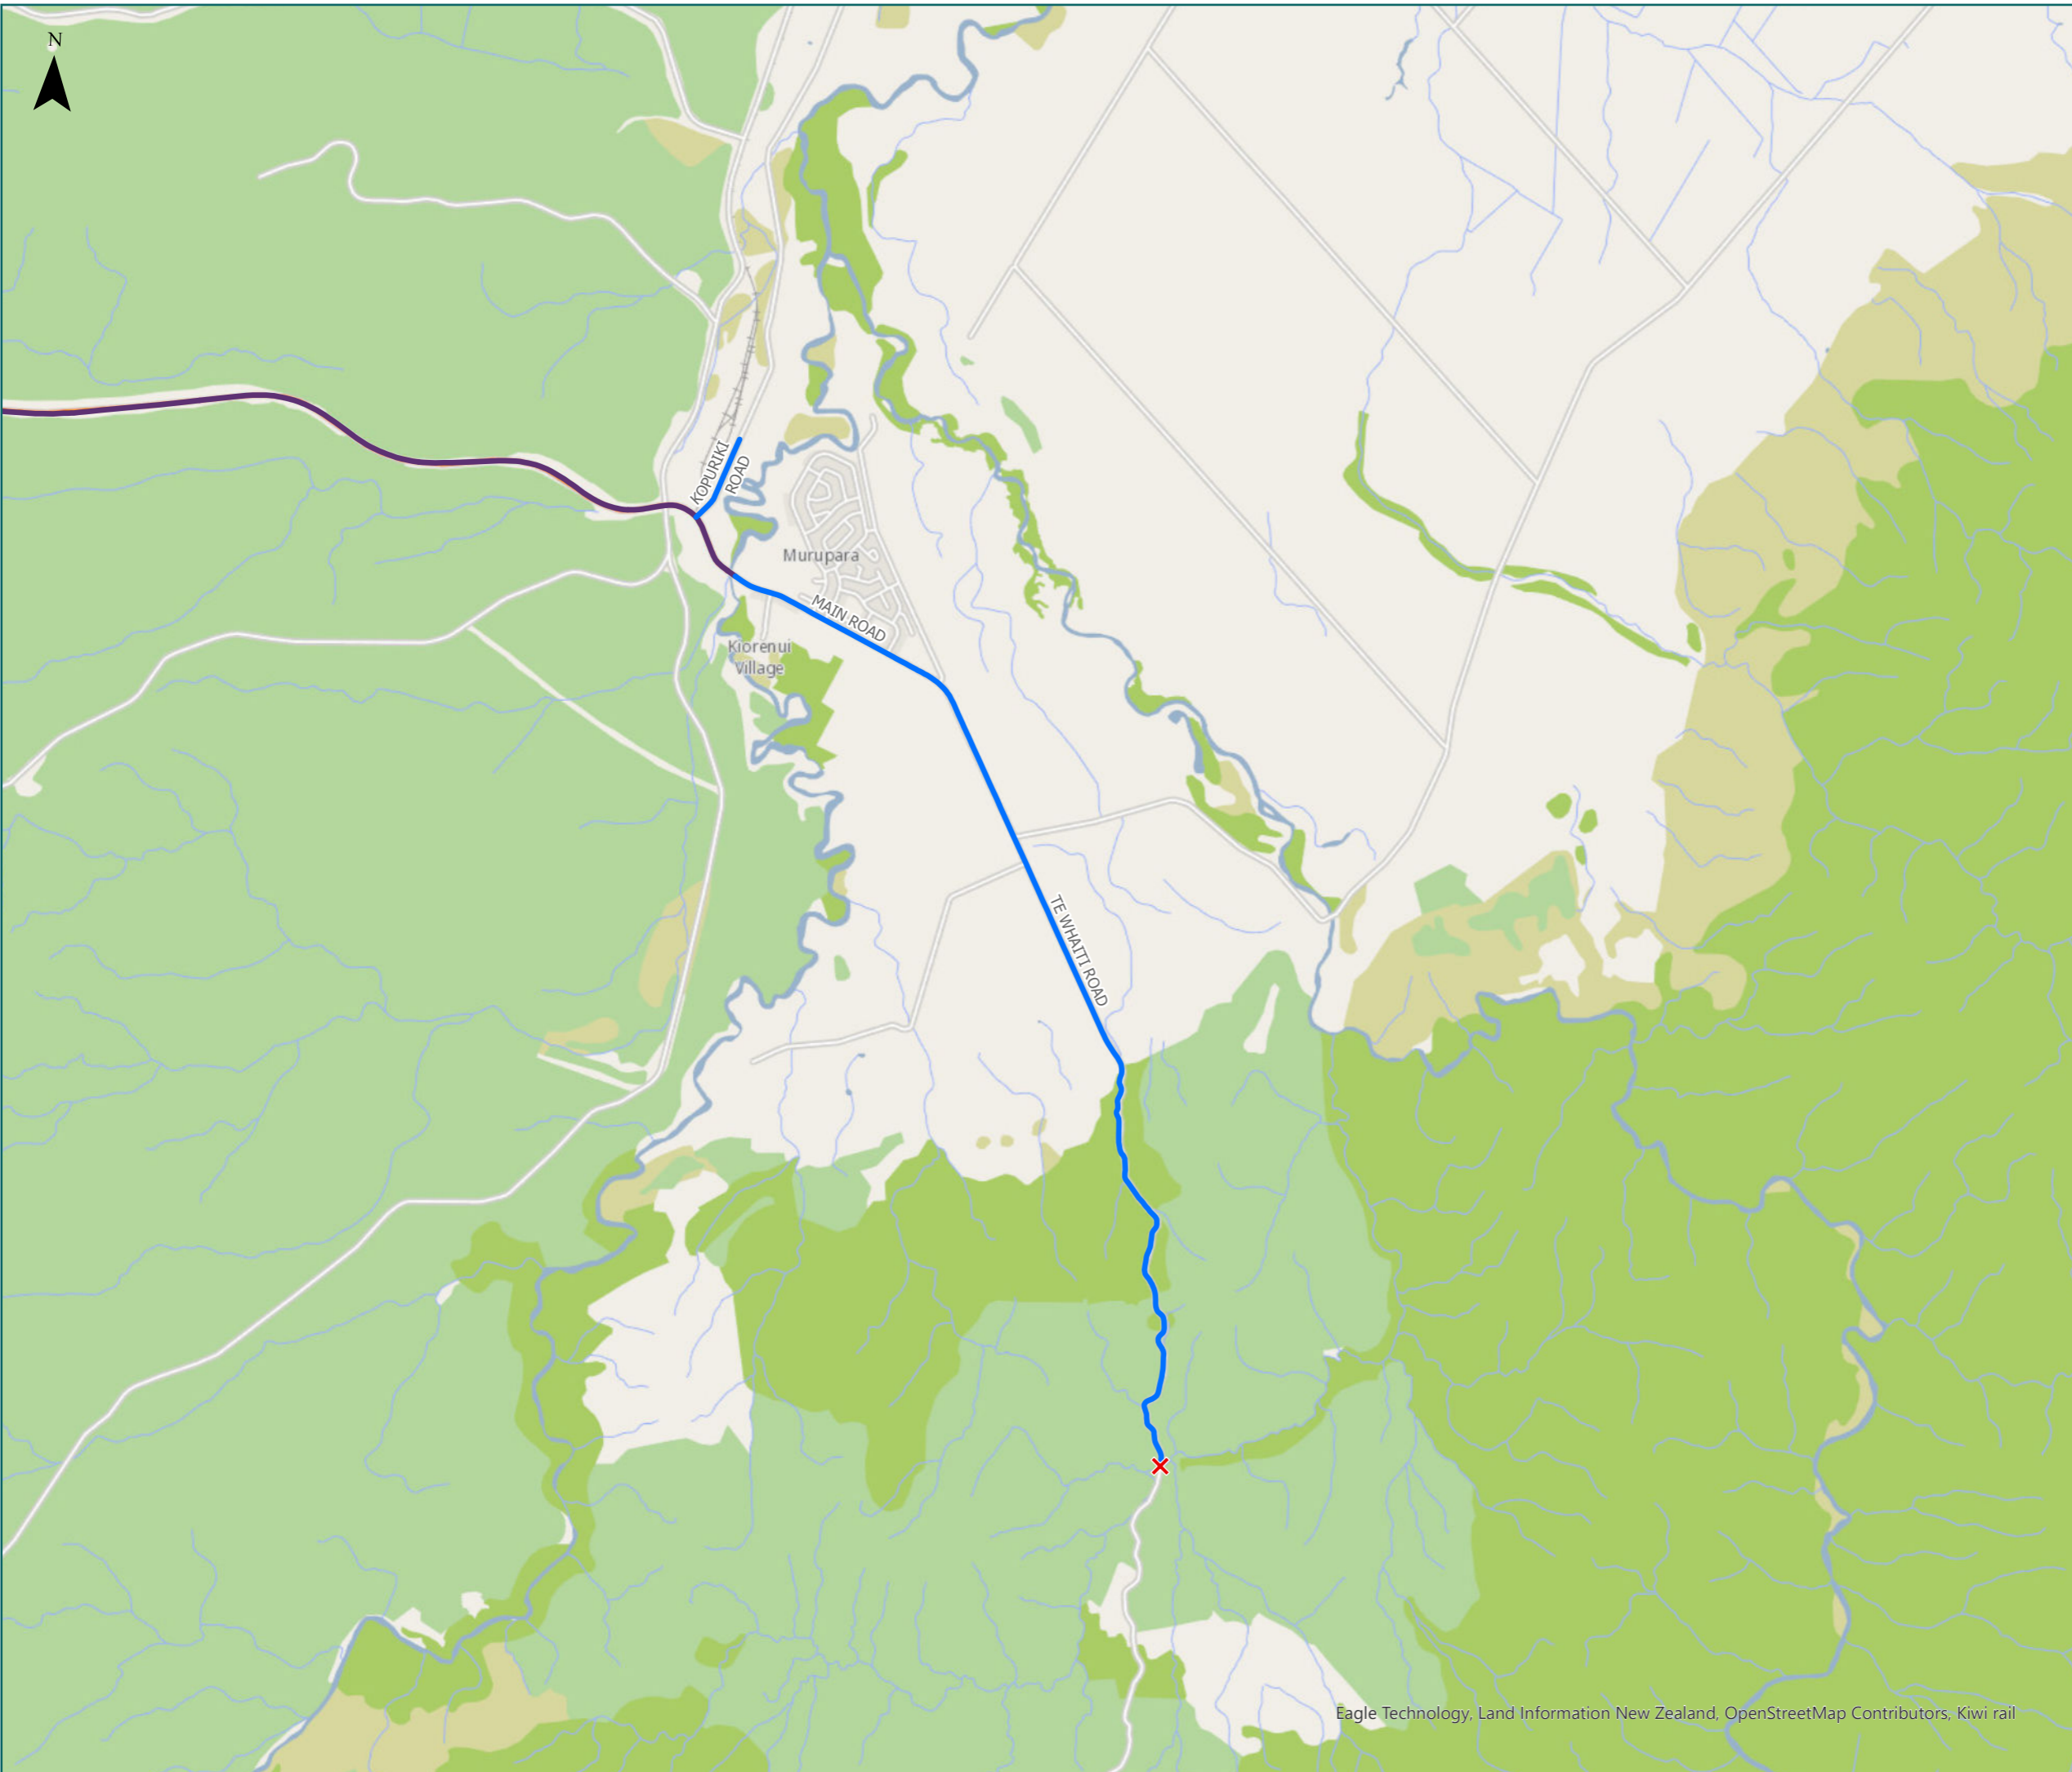 N
KOPURIKI
ROAD
Murupara
MAIN ROAD
Kiorenui
Village
TE WHAITI ROAD
Eagle Technology, Land Information New Zealand, OpenStreetMap Contributors, Kiwi rail